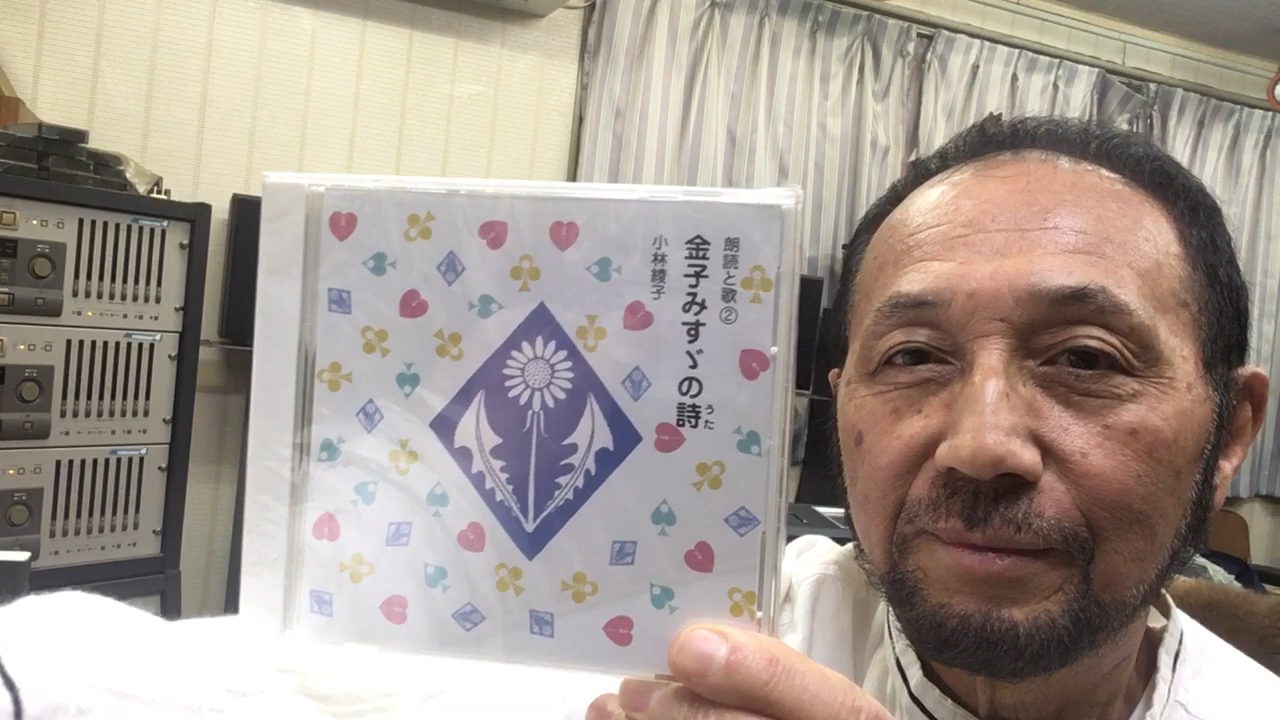 朗読と歌②
金子みすゞの詩
うた
小林綾子